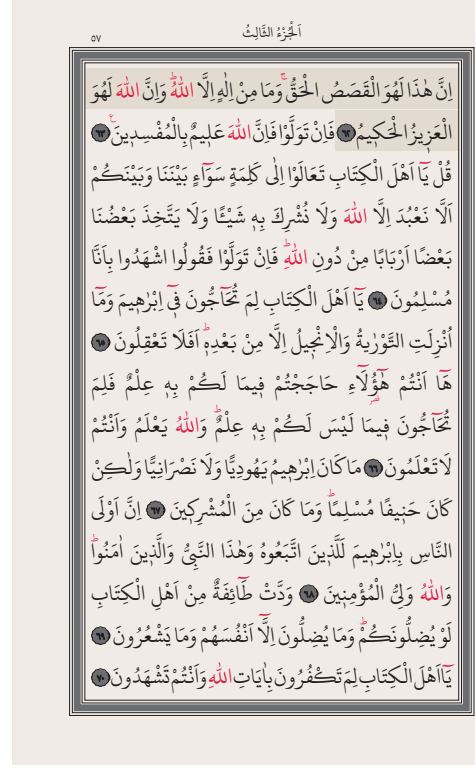 ٥٧ اَلْجُزْءُ الثَّالِثُ
اِنَّ هٰذَا لَهُوَ الْقَصَصُ الْحَقُّۚ وَمَا مِنْ اِلٰهٍ اِلَّا اللّٰهُۜ وَاِنَّ اللّٰهَ لَهُوَ
الْعَزِيزُ الْحَكِيمُ ﴿٦٢﴾ فَاِنْ تَوَلَّوْا فَاِنَّ اللّٰهَ عَلِيمٌ بِالْمُفْسِدِينَ۟ ﴿٦٣﴾
قُلْ يَٓا اَهْلَ الْكِتَابِ تَعَالَوْا اِلٰى كَلِمَةٍ سَوَٓاءٍ بَيْنَنَا وَبَيْنَكُمْ
اَلَّا نَعْبُدَ اِلَّا اللّٰهَ وَلَا نُشْرِكَ بِهِ شَيْـًٔا وَلَا يَتَّخِذَ بَعْضُنَا
بَعْضًا اَرْبَابًا مِنْ دُونِ اللّٰهِۜ فَاِنْ تَوَلَّوْا فَقُولُوا اشْهَدُوا بِاَنَّا
مُسْلِمُونَ ﴿٦٤﴾ يَٓا اَهْلَ الْكِتَابِ لِمَ تُحَٓاجُّونَ فِٓي اِبْرٰهِيمَ وَمَٓا
اُنْزِلَتِ التَّوْرٰيةُ وَالْاِنْجِيلُ اِلَّا مِنْ بَعْدِهِۜ اَفَلَا تَعْقِلُونَ ﴿٦٥﴾
هَٓا اَنْتُمْ هٰٓؤُ۬لَٓاءِ حَاجَجْتُمْ فِيمَا لَكُمْ بِهِ عِلْمٌ فَلِمَ
تُحَٓاجُّونَ فِيمَا لَيْسَ لَكُمْ بِهِ عِلْمٌۜ وَاللّٰهُ يَعْلَمُ وَاَنْتُمْ
لَا تَعْلَمُونَ ﴿٦٦﴾ مَا كَانَ اِبْرٰهِيمُ يَهُودِيًّا وَلَا نَصْرَانِيًّا وَلٰكِنْ
كَانَ حَنِيفًا مُسْلِمًاۜ وَمَا كَانَ مِنَ الْمُشْرِكِينَ ﴿٦٧﴾ اِنَّ اَوْلَى
النَّاسِ بِاِبْرٰهِيمَ لَلَّذِينَ اتَّبَعُوهُ وَهٰذَا النَّبِيُّ وَالَّذِينَ اٰمَنُواۜ
وَاللّٰهُ وَلِيُّ الْمُؤْمِنِينَ ﴿٦٨﴾ وَدَّتْ طَٓائِفَةٌ مِنْ اَهْلِ الْكِتَابِ
لَوْ يُضِلُّونَكُمْۜ وَمَا يُضِلُّونَ اِلَّٓا اَنْفُسَهُمْ وَمَا يَشْعُرُونَ ﴿٦٩﴾
يَٓا اَهْلَ الْكِتَابِ لِمَ تَكْفُرُونَ بِاٰيَاتِ اللّٰهِ وَاَنْتُمْ تَشْهَدُونَ ﴿٧٠﴾